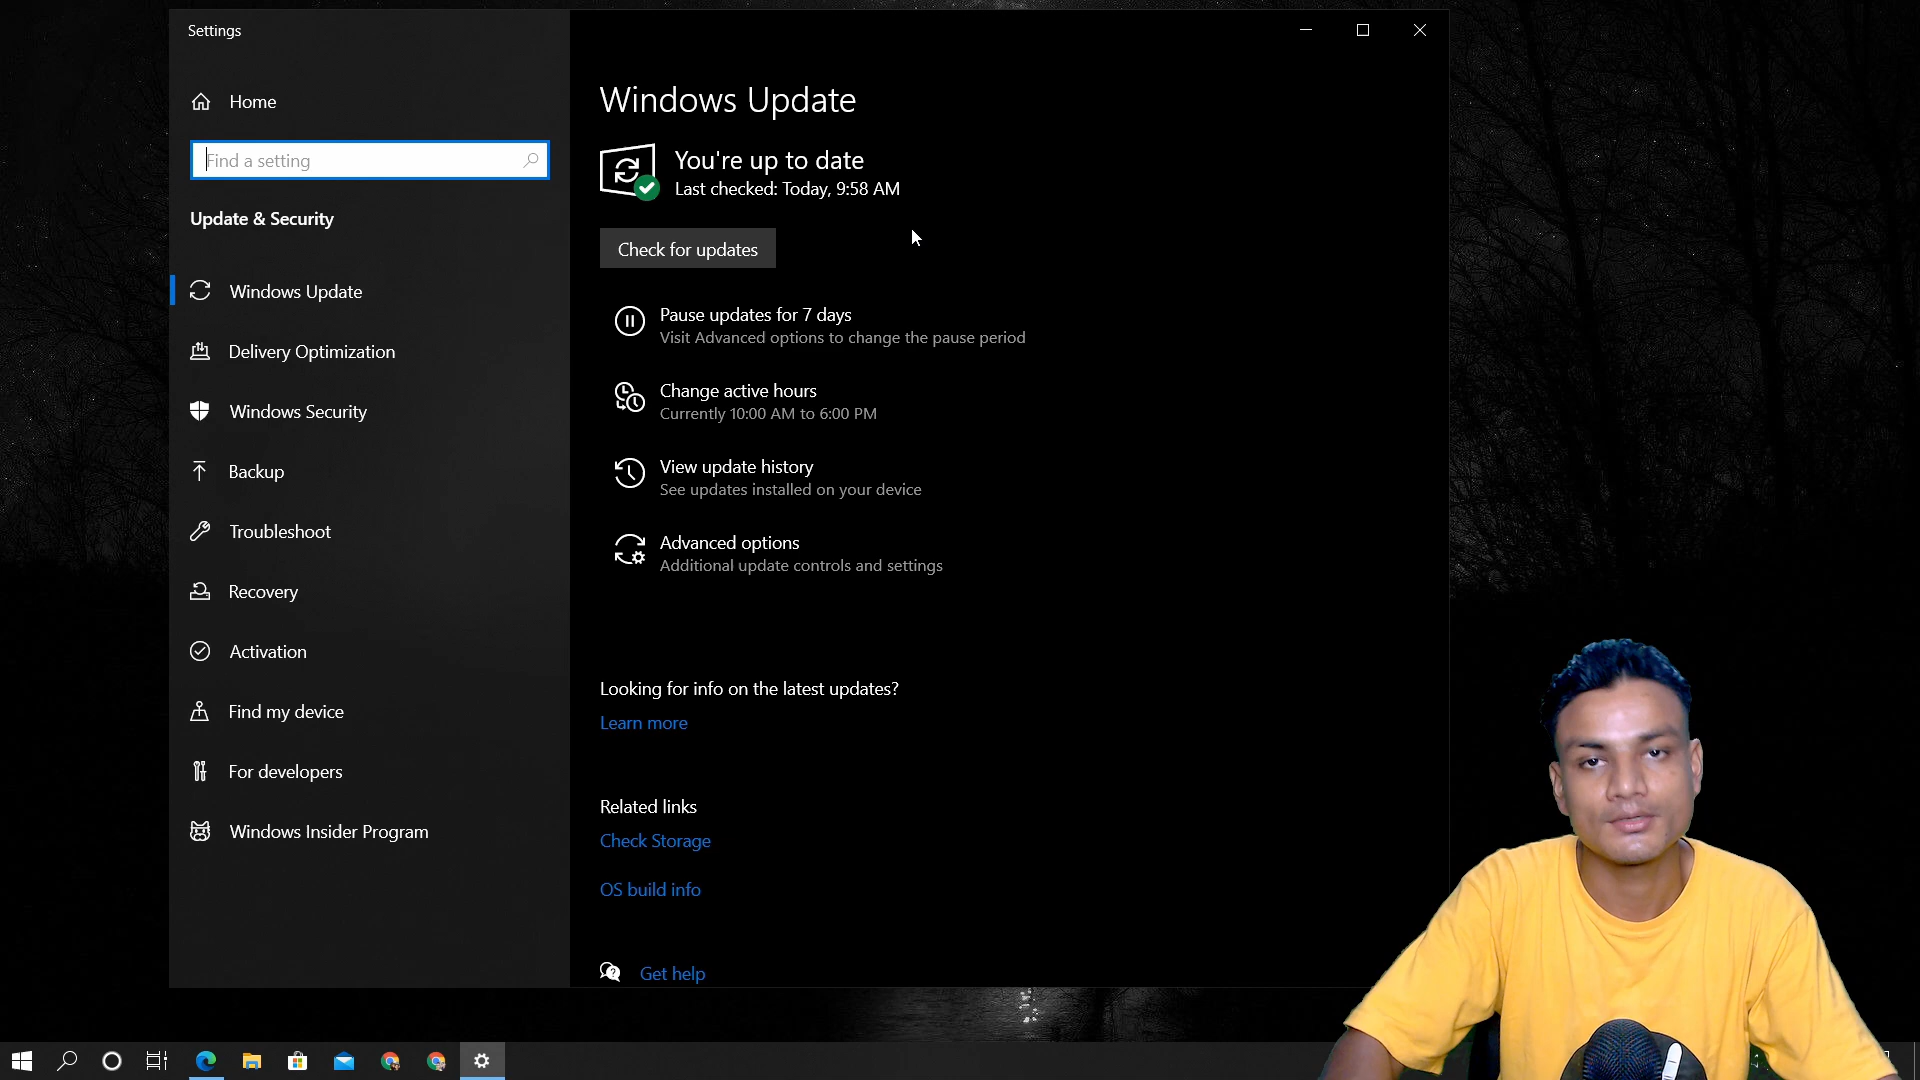 Settings
Home
Find a setting
Update & Security
Windows Update
Delivery Optimization
Windows Security
Backup
Troubleshoot
Recovery
Activation
Find my device
For developers
Windows Insider Program
Windows Update
You're up to date
Last checked: Today, 9:58 AM
Check for updates
Pause updates for 7 days
Visit Advanced options to change the pause period
Change active hours
Currently 10:00 AM to 6:00 PM
View update history
See updates installed on your device
Advanced options
Additional update controls and settings
Looking for info on the latest updates?
Learn more
Related links
Check Storage
OS build info
Get help